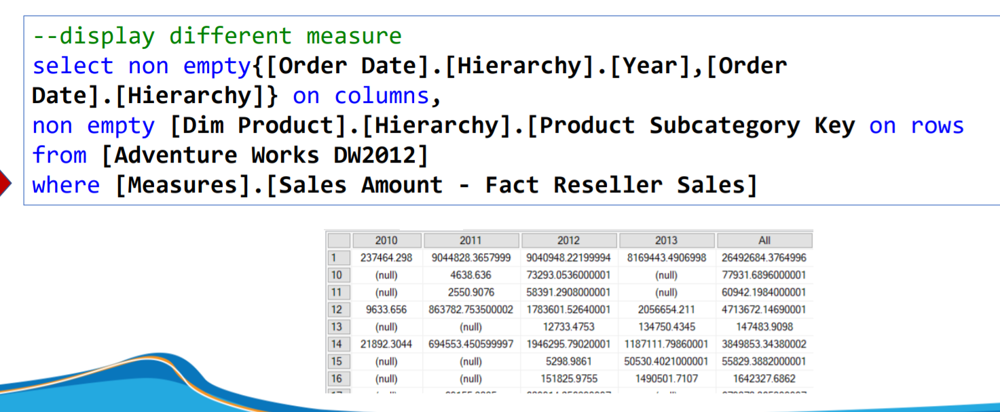 --display different measure
select non empty{[Order Date].[Hierarchy].[Year],[Order
Date].[Hierarchy]} on columns,
non empty [Dim Product].[Hierarchy].[Product Subcategory Key on rows
from [Adventure Works DW2012]
where [Measures].[Sales Amount - Fact Reseller Sales]
2010 2011 2012 2013 All
1 237464.298 9044828.3657999 9040948.22199994 8169443.4906998 26492684.3764996
10 (null) 4638.636 73293.0536000001 (null) 77931.6896000001
11 (null) 2550.9076 58391.2908000001 (null) 60942.1984000001
12 9633.656 863782.753500002 1783601.52640001 2056654.211 4713672.14690001
13 (null) (null) 12733.4753 134750.4345 147483.9098
14 21892.3044 694553.450599997 1946295.79020001 1187111.79860001 3849853.34380002
15 (null) (null) 5298.9861 50530.4021000001 55829.3882000001
16 (null) (null) 151825.9755 1490501.7107 1642327.6862